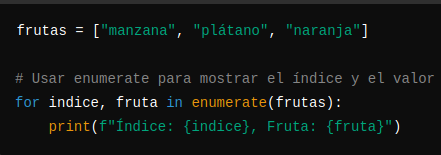 frutas = ["manzana", "plátano", "naranja"]
# Usar enumerate para mostrar el índice y el valor
for indice, fruta in enumerate(frutas):
    print(f"Índice: {indice}, Fruta: {fruta}")